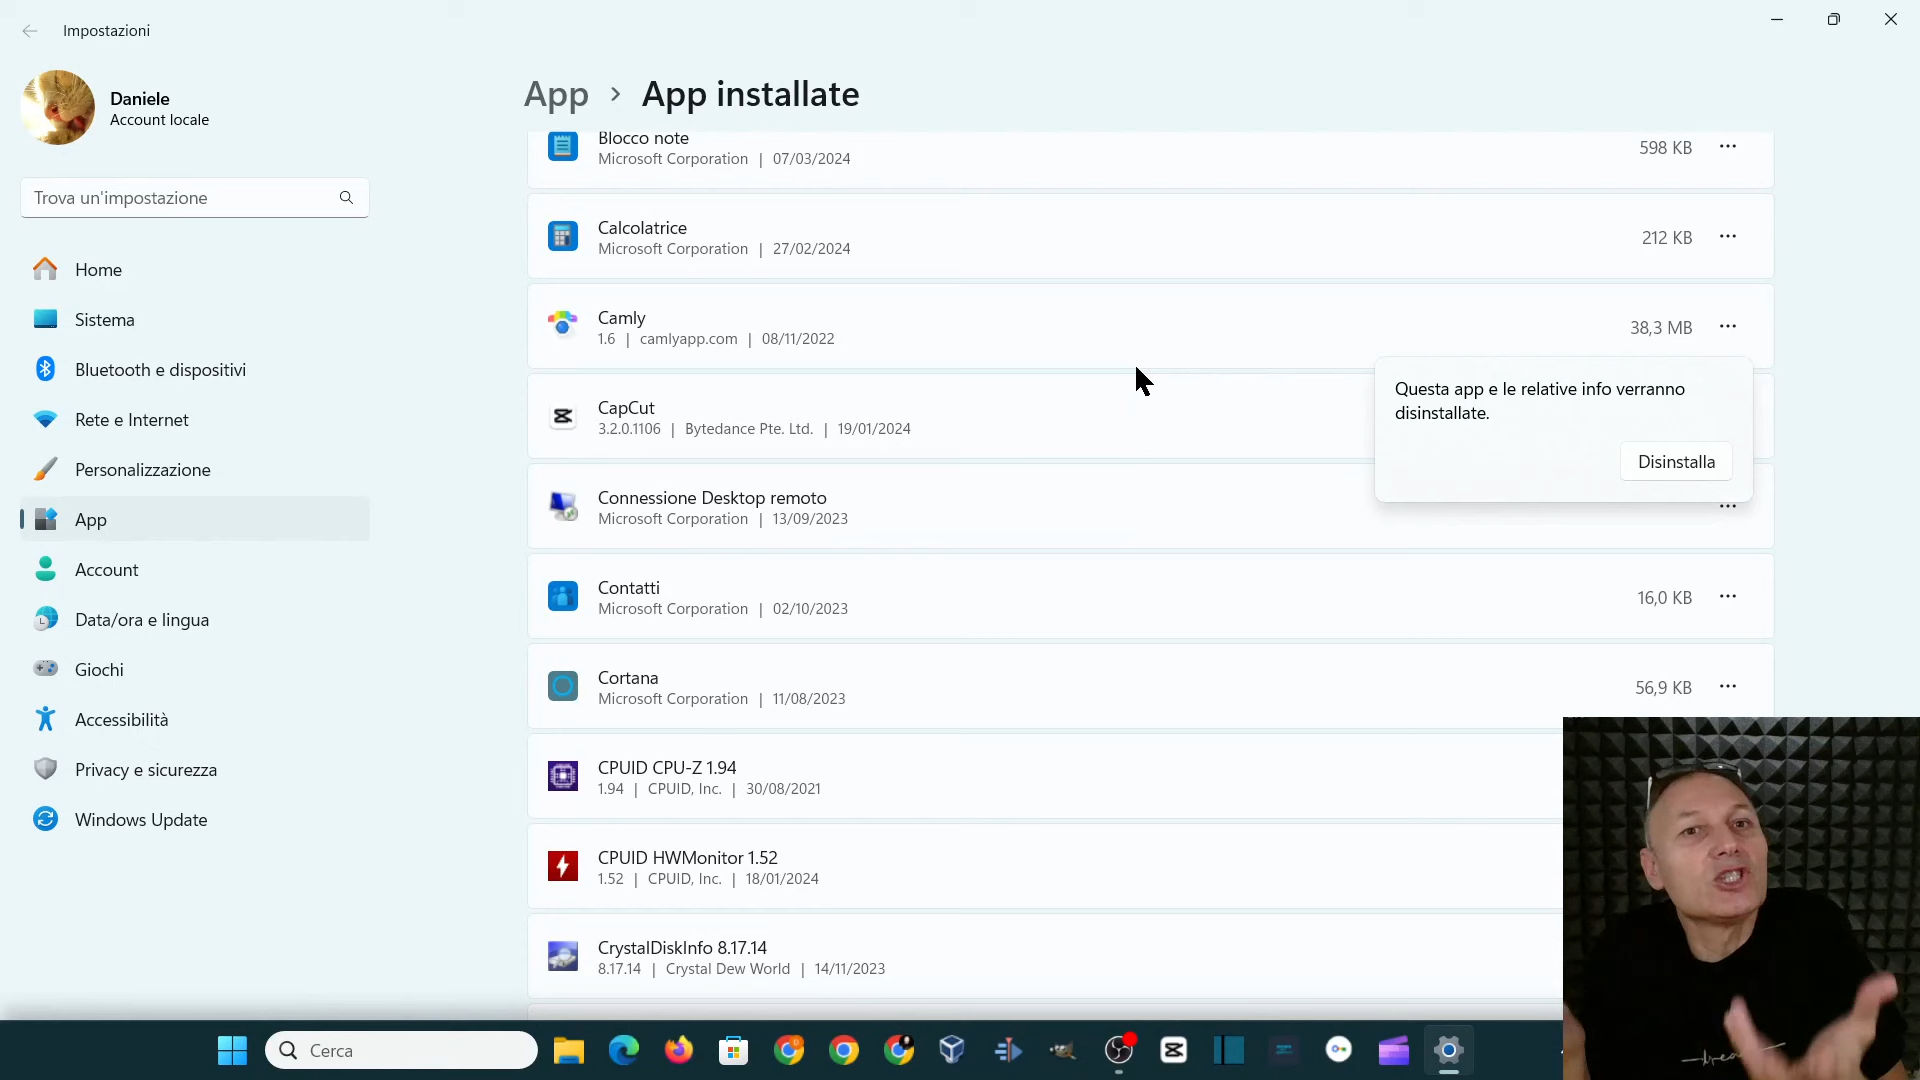 Impostazioni
Daniele
Account locale
Trova un'impostazione
Home
Sistema
Bluetooth e dispositivi
Rete e Internet
Personalizzazione
App
Account
Data/ora e lingua
Giochi
Accessibilità
Privacy e sicurezza
Windows Update
App > App installate
Blocco note
Microsoft Corporation | 07/03/2024
598 KB
Calcolatrice
Microsoft Corporation | 27/02/2024
212 KB
Camly
1.6 | camlyapp.com | 08/11/2022
38,3 MB
CapCut
3.2.0.1106 | Bytedance Pte. Ltd. | 19/01/2024
Questa app e le relative info verranno
disinstallate.
Disinstalla
Connessione Desktop remoto
Microsoft Corporation | 13/09/2023
Contatti
Microsoft Corporation | 02/10/2023
16,0 KB
Cortana
Microsoft Corporation | 11/08/2023
56,9 KB
CPUID CPU-Z 1.94
1.94 | CPUID, Inc. | 30/08/2021
CPUID HWMonitor 1.52
1.52 | CPUID, Inc. | 18/01/2024
CrystalDiskInfo 8.17.14
8.17.14 | Crystal Dew World | 14/11/2023
Cerca